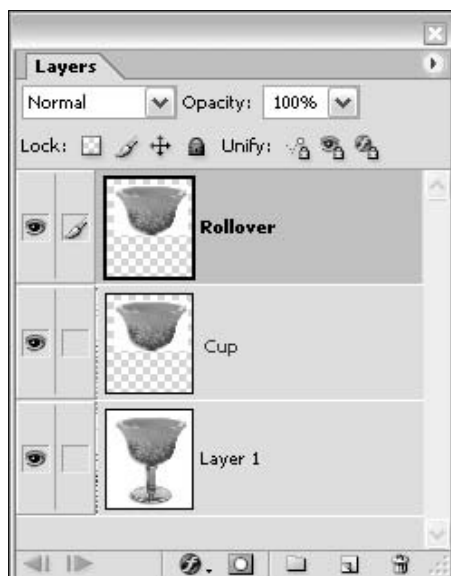 Layers
Normal Opacity: 100%
Lock: Unify:
Rollover
Cup
Layer 1